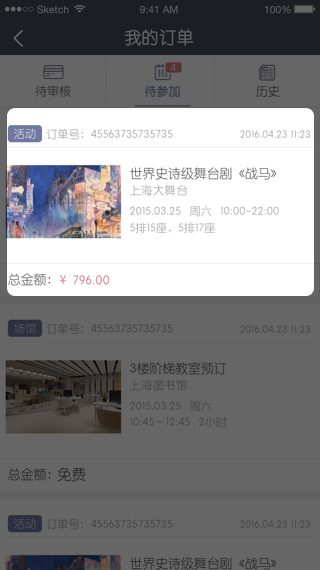 Sketch 9:41 AM 100%
我的订单
4
待审核 待参加 历史
活动 订单号：45563735735735 2016.04.23 11:23
世界史诗级舞台剧《战马》
上海大舞台
2015.03.25 周六 10:00-22:00
5排15座、5排17座
总金额：￥ 796.00
场馆 订单号：45563735735735 2016.04.23 11:23
3楼阶梯教室预订
上海图书馆
2015.03.25 周六
10:45-12:45 2小时
总金额：免费
活动 订单号：45563735735735 2016.04.23 11:23
世界史诗级舞台剧《战马》